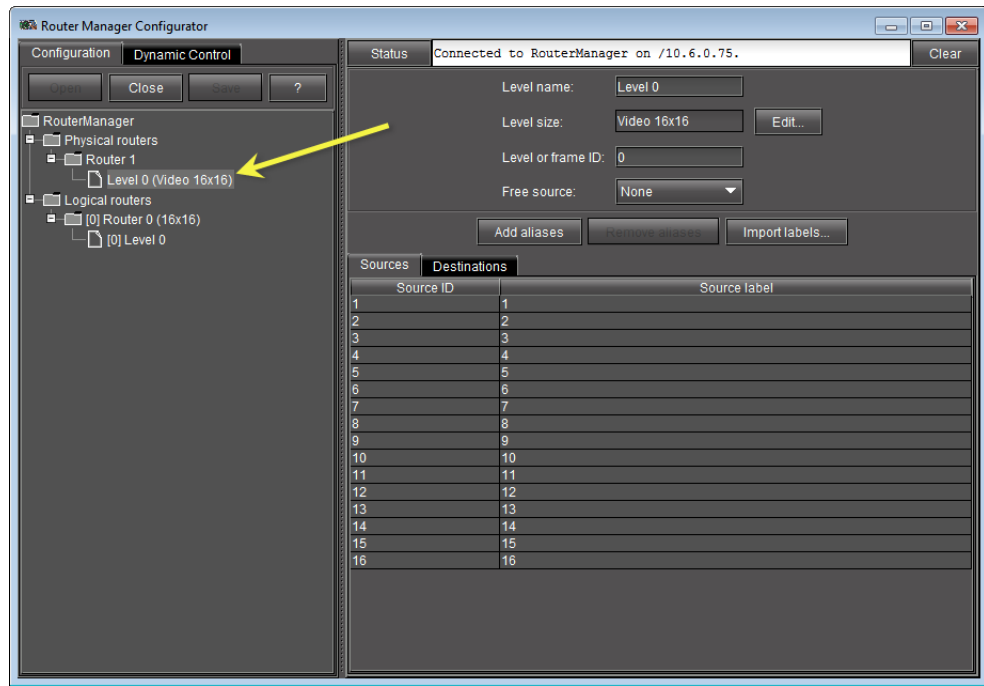 Router Manager Configurator
Configuration Dynamic Control
Open Close Save ?
RouterManager
Physical routers
Router 1
Level 0 (Video 16x16)
Logical routers
[0] Router 0 (16x16)
[0] Level 0
Status Connected to RouterManager on /10.6.0.75. Clear
Level name: Level 0
Level size: Video 16x16 Edit...
Level or frame ID: 0
Free source: None
Add aliases Remove aliases Import labels...
Sources Destinations
Source ID Source label
1 1
2 2
3 3
4 4
5 5
6 6
7 7
8 8
9 9
10 10
11 11
12 12
13 13
14 14
15 15
16 16